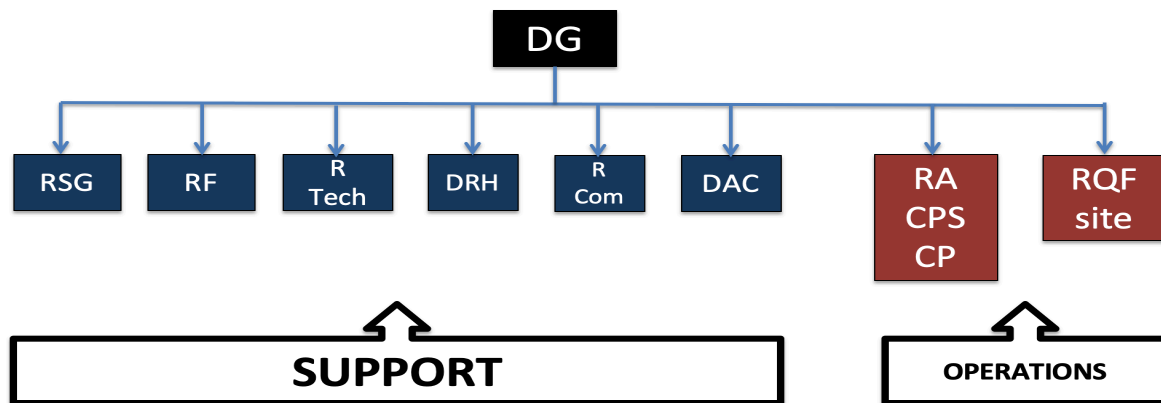 DG
RSG
RF
R
Tech
DRH
R
Com
DAC
RA
CPS
CP
RQF
site
SUPPORT
OPERATIONS